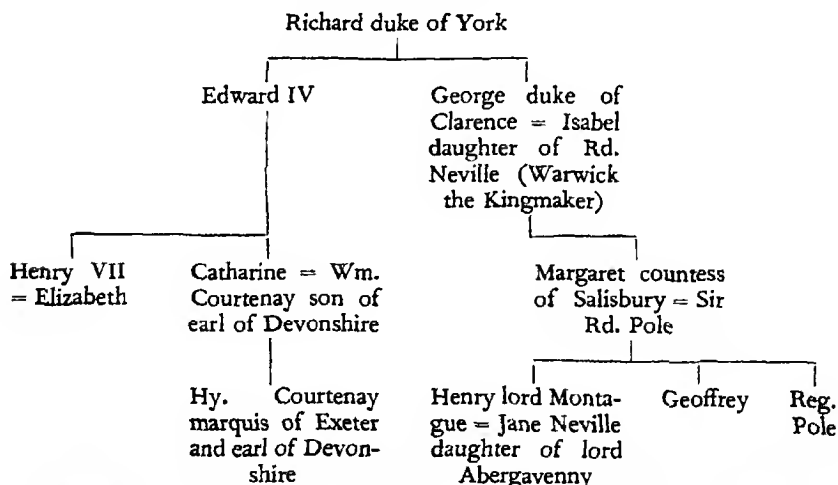 Richard duke of York
Edward IV
George duke of
Clarence = Isabel
daughter of Rd.
Neville (Warwick
the Kingmaker)
Henry VII
= Elizabeth
Catharine = Wm.
Courtenay son of
earl of Devonshire
Margaret countess
of Salisbury = Sir
Rd. Pole
Hy. Courtenay
marquis of Exeter
and earl of Devon-
shire
Henry lord Monta-
gue = Jane Neville
daughter of lord
Abergavenny
Geoffrey
Reg.
Pole